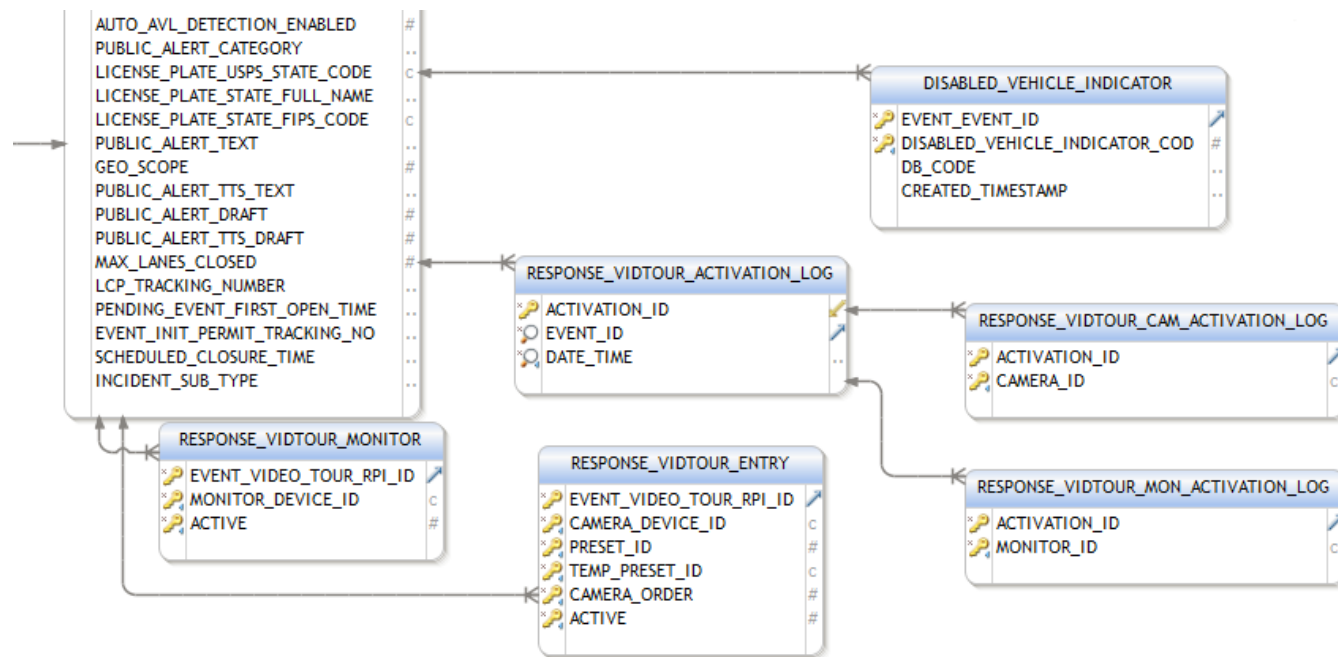 AUTO_AVL_DETECTION_ENABLED #
PUBLIC_ALERT_CATEGORY ..
LICENSE_PLATE_USPS_STATE_CODE c
LICENSE_PLATE_STATE_FULL_NAME ..
LICENSE_PLATE_STATE_FIPS_CODE c
PUBLIC_ALERT_TEXT ..
GEO_SCOPE #
PUBLIC_ALERT_TTS_TEXT ..
PUBLIC_ALERT_DRAFT #
PUBLIC_ALERT_TTS_DRAFT #
MAX_LANES_CLOSED #
LCP_TRACKING_NUMBER ..
PENDING_EVENT_FIRST_OPEN_TIME ..
EVENT_INIT_PERMIT_TRACKING_NO ..
SCHEDULED_CLOSURE_TIME ..
INCIDENT_SUB_TYPE ..
DISABLED_VEHICLE_INDICATOR
EVENT_EVENT_ID
DISABLED_VEHICLE_INDICATOR_COD #
DB_CODE ..
CREATED_TIMESTAMP ..
RESPONSE_VIDTOUR_ACTIVATION_LOG
ACTIVATION_ID
EVENT_ID
DATE_TIME ..
RESPONSE_VIDTOUR_CAM_ACTIVATION_LOG
ACTIVATION_ID
CAMERA_ID c
RESPONSE_VIDTOUR_MONITOR
EVENT_VIDEO_TOUR_RPI_ID
MONITOR_DEVICE_ID c
ACTIVE #
RESPONSE_VIDTOUR_ENTRY
EVENT_VIDEO_TOUR_RPI_ID
CAMERA_DEVICE_ID c
PRESET_ID #
TEMP_PRESET_ID c
CAMERA_ORDER #
ACTIVE #
RESPONSE_VIDTOUR_MON_ACTIVATION_LOG
ACTIVATION_ID
MONITOR_ID c